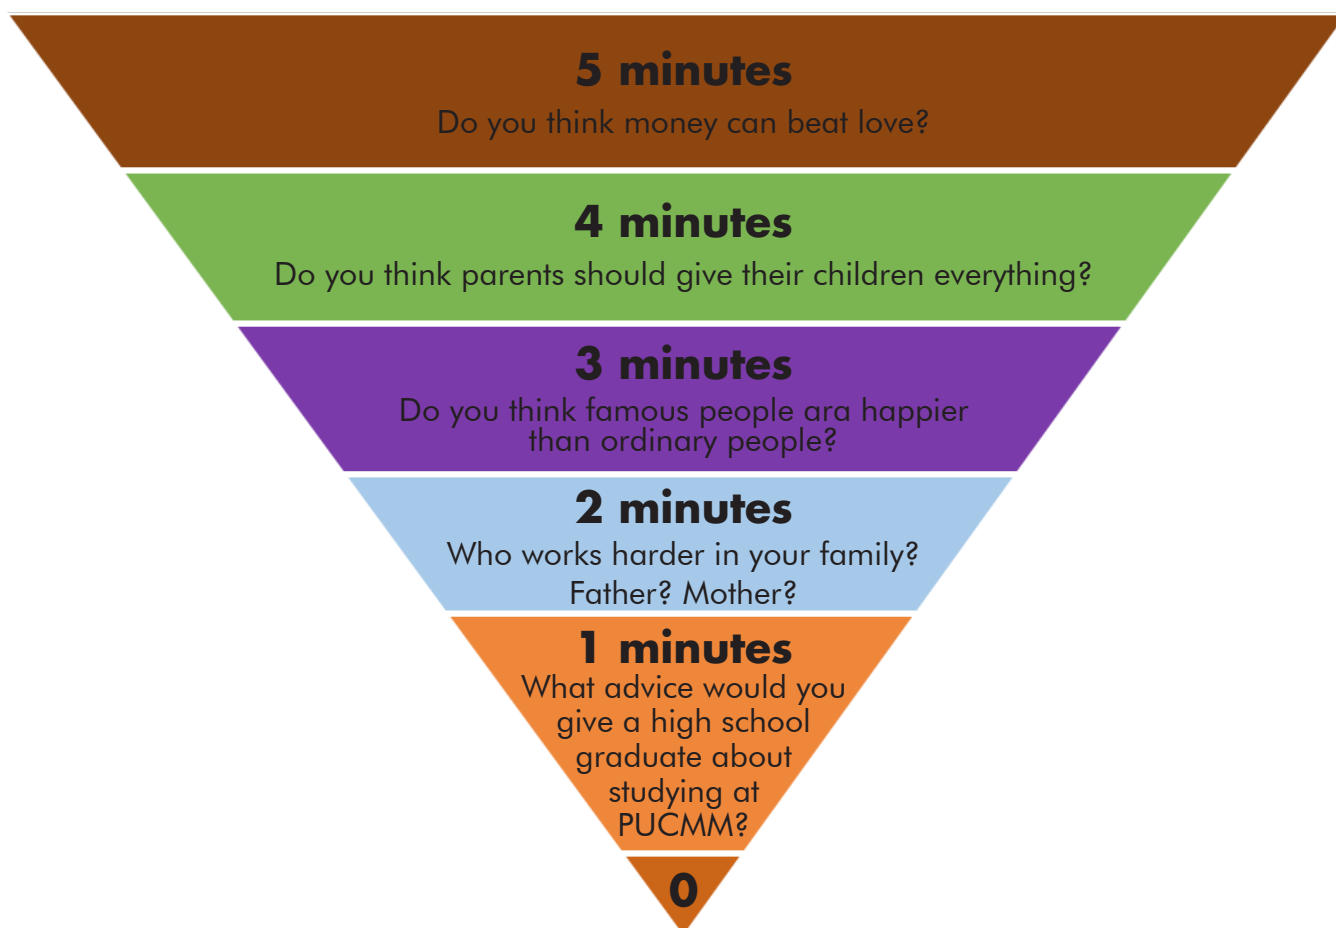 5 minutes
Do you think money can beat love?
4 minutes
Do you think parents should give their children everything?
3 minutes
Do you think famous people ara happier
than ordinary people?
2 minutes
Who works harder in your family?
Father? Mother?
1 minutes
What advice would you
give a high school
graduate about
studying at
PUCMM?
0